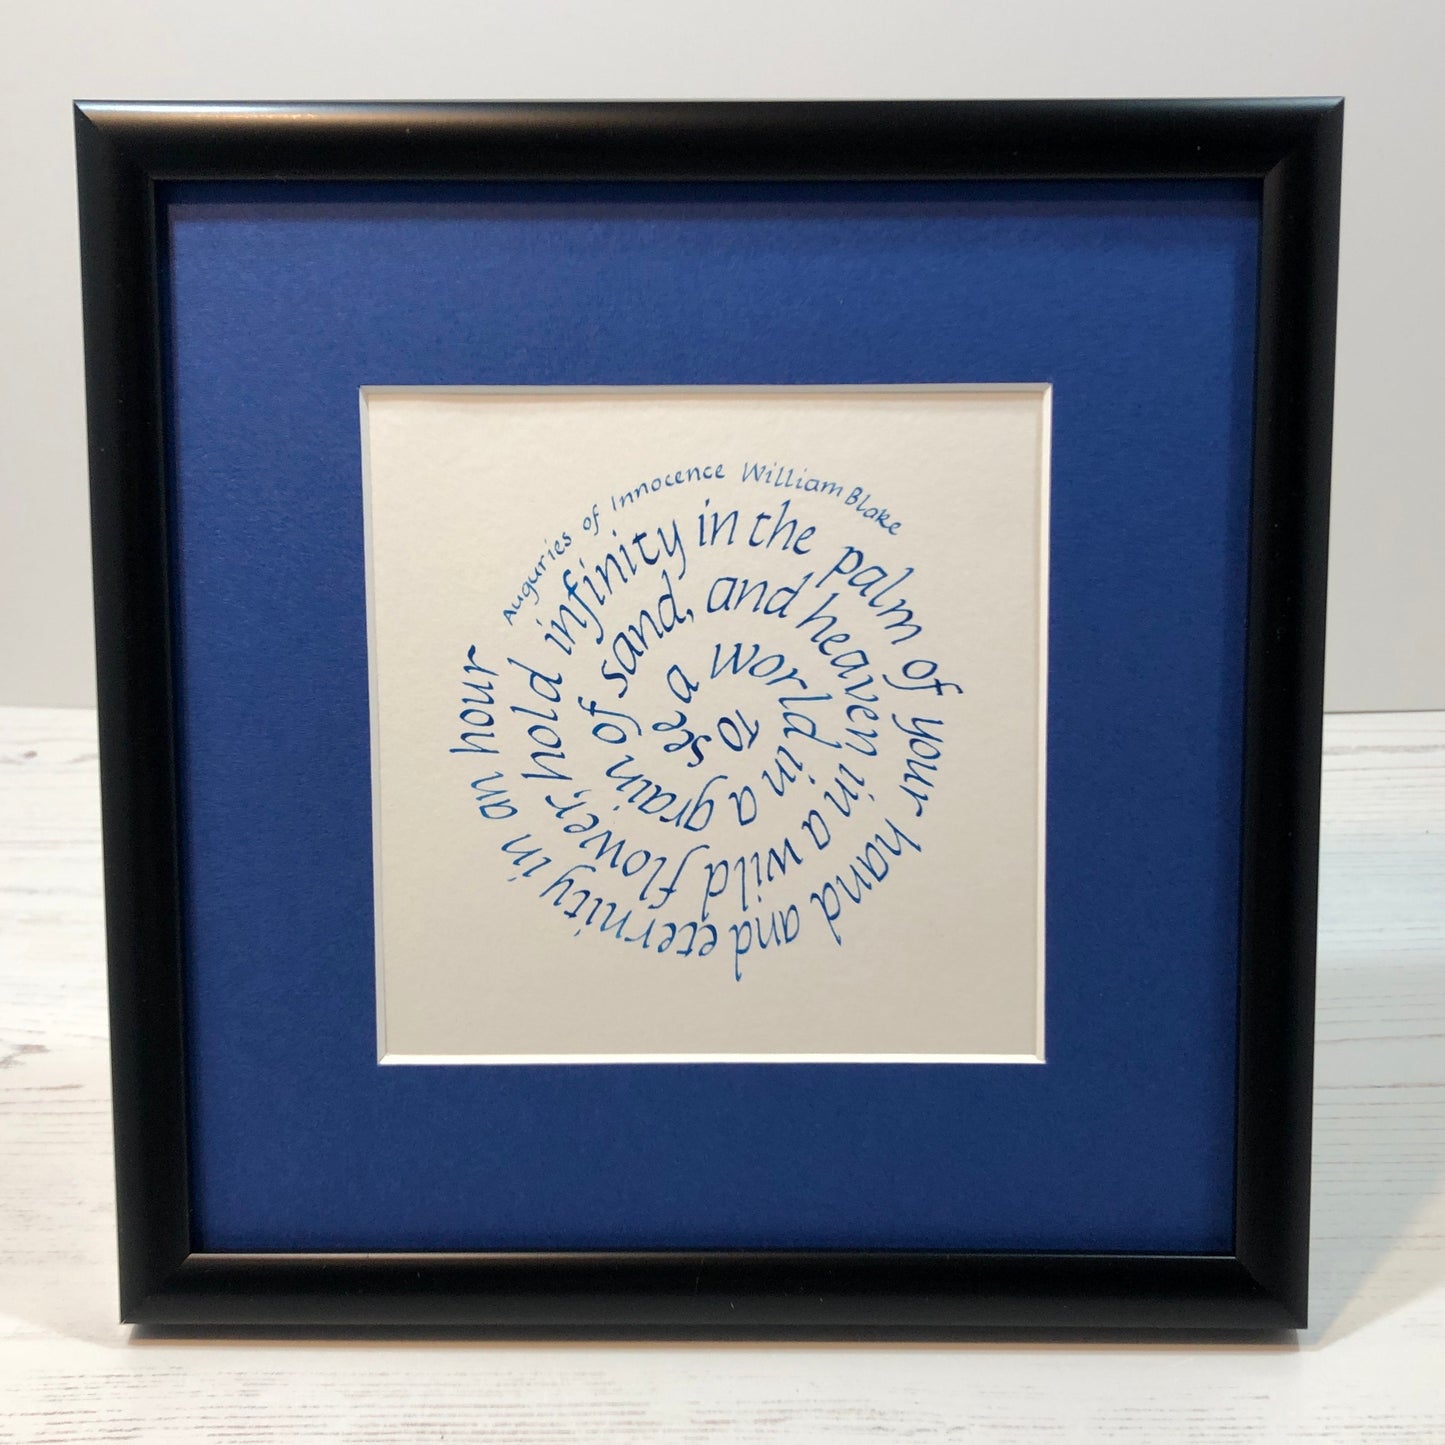 Auguries of Innocence William Blake
To see a world in a grain of sand, and heaven in a wild flower, hold infinity in the palm of your hand and eternity in an hour